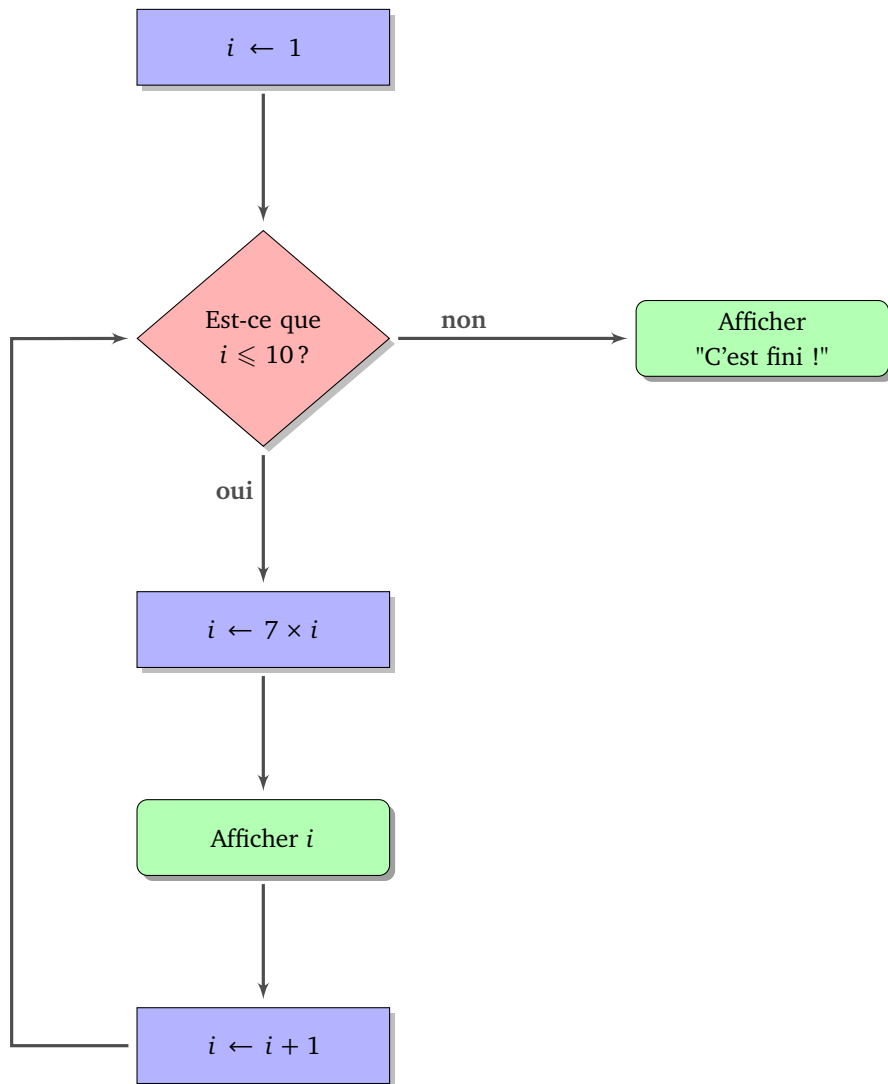 i ← 1
Est-ce que
i ⩽ 10 ?
non
Afficher
"C'est fini !"
oui
i ← 7 × i
Afficher i
i ← i + 1